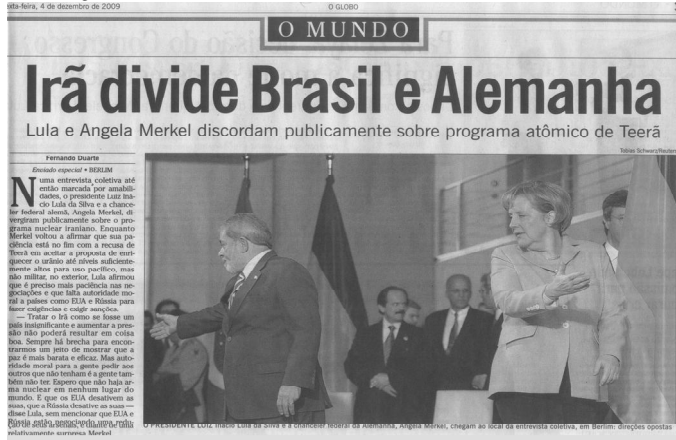 exta-feira, 4 de dezembro de 2009
O GLOBO
O MUNDO
Irã divide Brasil e Alemanha
Lula e Angela Merkel discordam publicamente sobre programa atômico de Teerã
Tobias Schwarz/Reuters
Fernando Duarte
Enviado especial • BERLIM
Numa entrevista coletiva até
então marcada por amabili-
dades, o presidente Luiz Iná-
cio Lula da Silva e a chance-
ler federal alemã, Angela Merkel, di-
vergiram publicamente sobre o pro-
grama nuclear iraniano. Enquanto
Merkel voltou a afirmar que sua pa-
ciência está no fim com a recusa de
Teerã em aceitar a proposta de enri-
quecer o urânio até níveis suficiente-
mente altos para uso pacífico, mas
não militar, no exterior, Lula afirmou
que é preciso mais paciência nas ne-
gociações e que falta autoridade mo-
ral a países como EUA e Rússia para
fazer exigências e exigir sanções.
— Tratar o Irã como se fosse um
país insignificante e aumentar a pres-
são não poderá resultar em coisa
boa. Sempre há brecha para encon-
trarmos um jeito de mostrar que a
paz é mais barata e eficaz. Mas auto-
ridade moral para a gente pedir aos
outros que não tenham é a gente tam-
bém não ter. Espero que não haja ar-
ma nuclear em nenhum lugar do
mundo. E que os EUA desativem as
suas, que a Rússia desative as suas —
disse Lula, sem mencionar que EUA e
Rússia estão negociando uma redu-
ção de seus arsenais, e diante de uma
relativamente surpresa Merkel
O PRESIDENTE LUIZ Inácio Lula da Silva e a chanceler federal da Alemanha, Angela Merkel, chegam ao local da entrevista coletiva, em Berlim: direções opostas